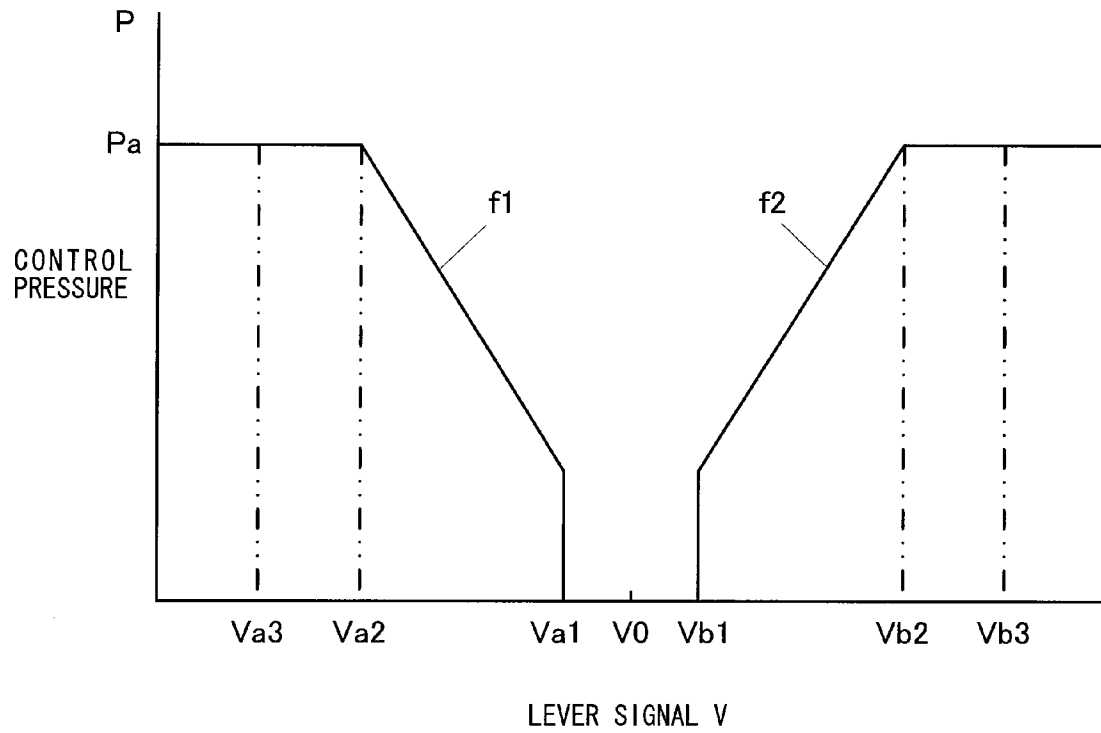 P
Pa
f1
f2
CONTROL
PRESSURE
Va3 Va2 Va1 V0 Vb1 Vb2 Vb3
LEVER SIGNAL V